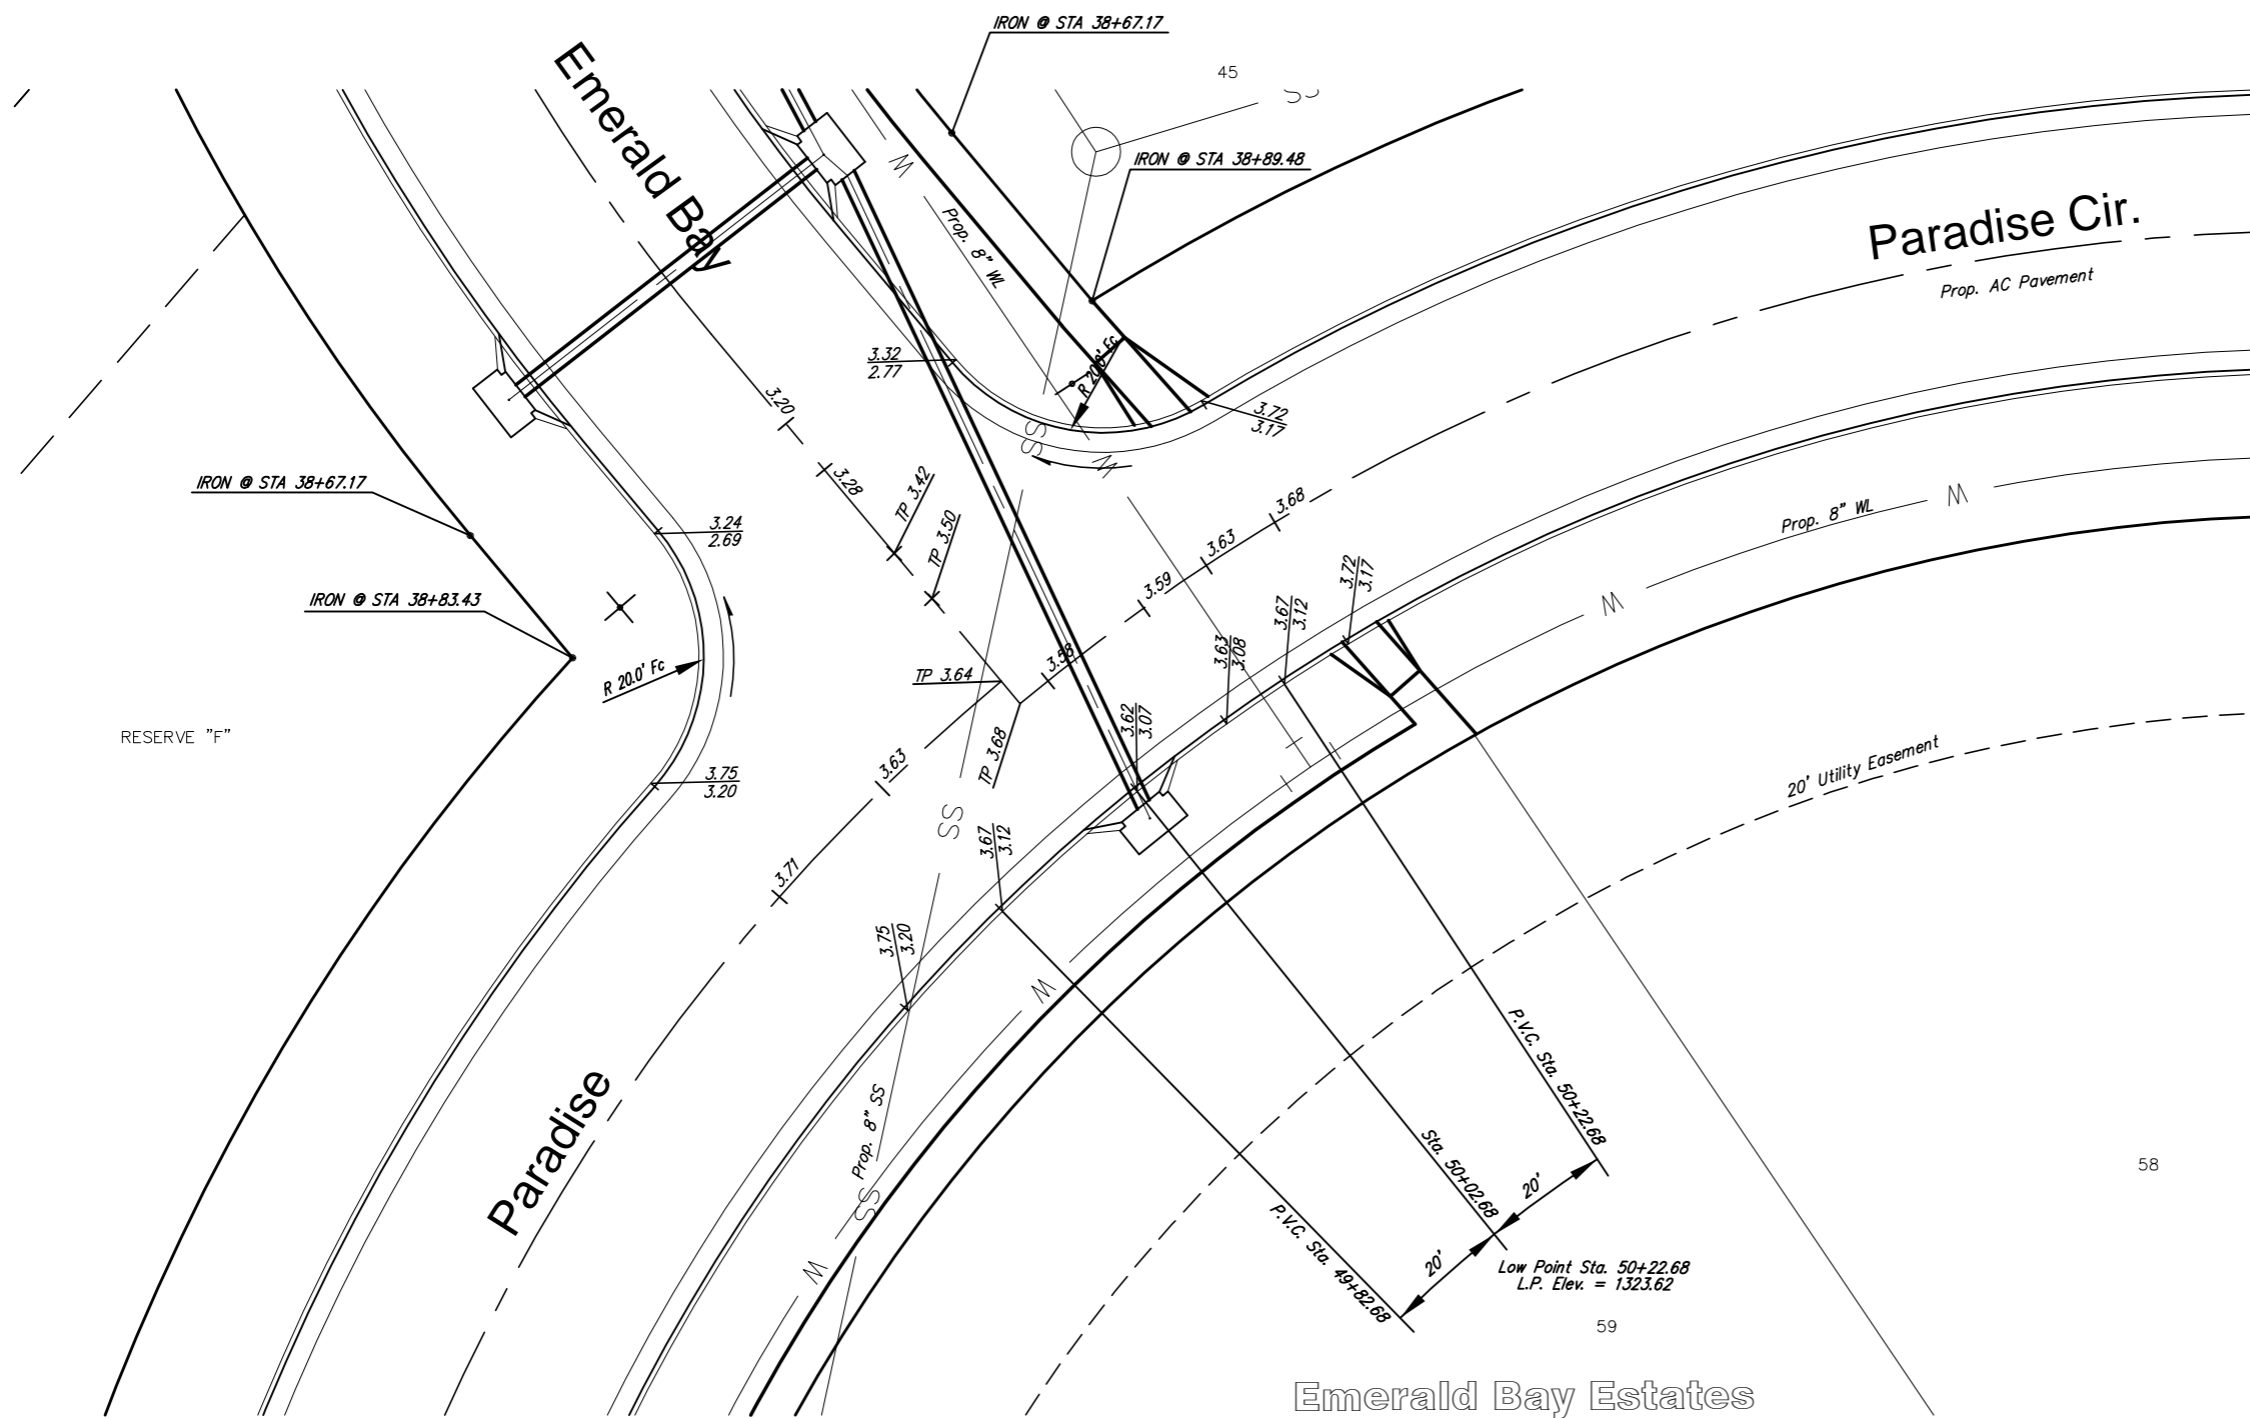 IRON @ STA 38+67.17
45
SS
Emerald Bay
IRON @ STA 38+89.48
W
Prop. 8" WL
Paradise Cir.
Prop. AC Pavement
R 20.0' Fc
3.32
2.77
3.20
3.72
3.17
SS
W
3.28
TP 3.42
TP 3.50
3.68
3.63
3.59
IRON @ STA 38+67.17
3.24
2.69
Prop. 8" WL
W
W
3.72
3.17
3.67
3.12
3.63
3.08
3.58
IRON @ STA 38+83.43
R 20.0' Fc
TP 3.64
TP 3.68
3.62
3.07
RESERVE "F"
3.75
3.20
3.63
3.71
SS
3.67
3.12
3.75
3.20
20' Utility Easement
W
P.V.C. Sta. 50+22.68
Sta. 50+02.68
P.V.C. Sta. 49+82.68
20'
20'
Low Point Sta. 50+22.68
L.P. Elev. = 1323.62
Paradise
Prop. 8" SS
SS
W
58
59
Emerald Bay Estates